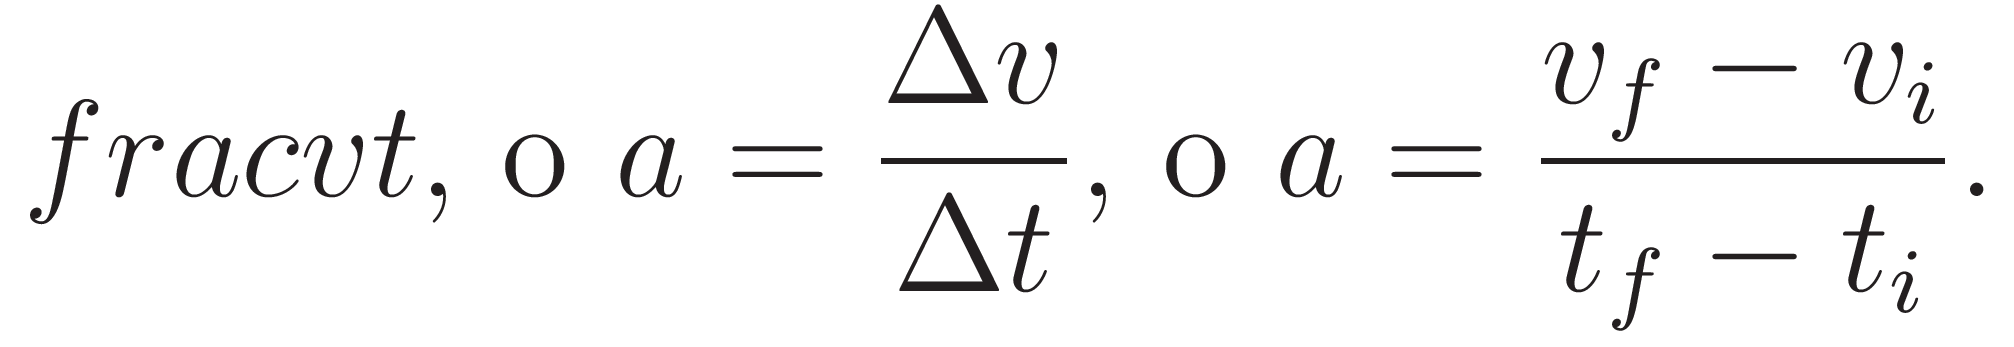 fracvt, o a = Δv/Δt, o a = (v_f − v_i)/(t_f − t_i).